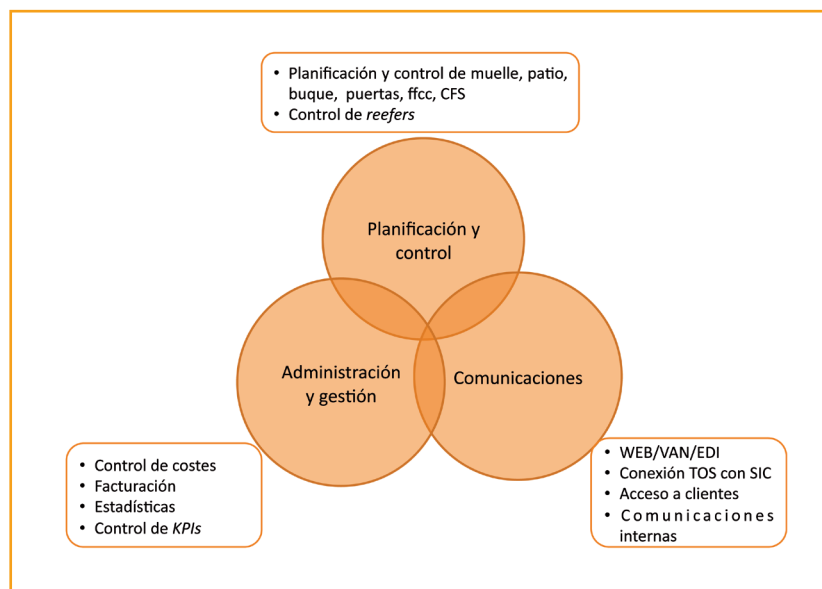 • Planificación y control de muelle, patio,
buque, puertas, ffcc, CFS
• Control de reefers
Planificación y
control
Administración
y gestión
Comunicaciones
• Control de costes
• Facturación
• Estadísticas
• Control de KPIs
• WEB/VAN/EDI
• Conexión TOS con SIC
• Acceso a clientes
• Comunicaciones
internas